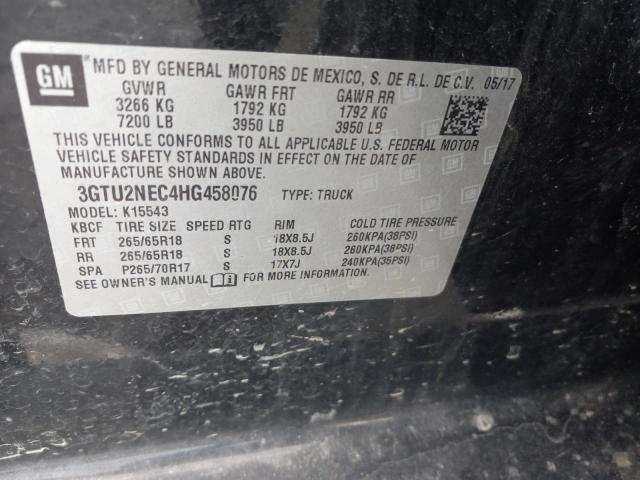 GM
MFD BY GENERAL MOTORS DE MEXICO, S. DE R.L. DE C.V. 05/17
GVWR GAWR FRT GAWR RR
3266 KG 1792 KG 1792 KG
7200 LB 3950 LB 3950 LB
THIS VEHICLE CONFORMS TO ALL APPLICABLE U.S. FEDERAL MOTOR
VEHICLE SAFETY STANDARDS IN EFFECT ON THE DATE OF
MANUFACTURE SHOWN ABOVE.
3GTU2NEC4HG458076 TYPE: TRUCK
MODEL: K15543
KBCF TIRE SIZE SPEED RTG RIM COLD TIRE PRESSURE
FRT 265/65R18 S 18X8.5J 260KPA(38PSI)
RR 265/65R18 S 18X8.5J 260KPA(38PSI)
SPA P265/70R17 S 17X7J 240KPA(35PSI)
SEE OWNER'S MANUAL FOR MORE INFORMATION.